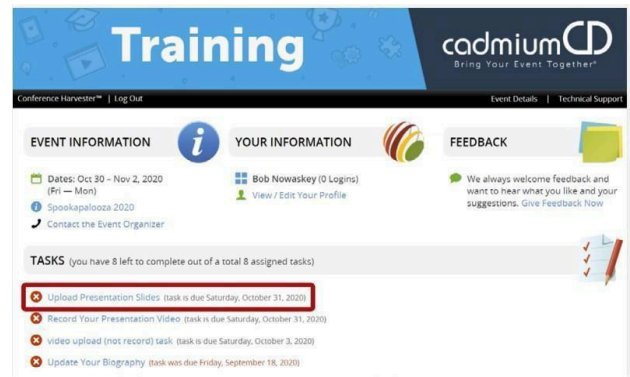 Training
cadmiumCD
Bring Your Event Together®
Conference Harvester™ | Log Out
Event Details | Technical Support
EVENT INFORMATION
YOUR INFORMATION
FEEDBACK
Dates: Oct 30 – Nov 2, 2020
(Fri — Mon)
Spookapalooza 2020
Contact the Event Organizer
Bob Nowaskey (0 Logins)
View / Edit Your Profile
We always welcome feedback and
want to hear what you like and your
suggestions. Give Feedback Now
TASKS (you have 8 left to complete out of a total 8 assigned tasks)
Upload Presentation Slides (task is due Saturday, October 31, 2020)
Record Your Presentation Video (task is due Saturday, October 31, 2020)
video upload (not record) task (task is due Saturday, October 3, 2020)
Update Your Biography (task was due Friday, September 18, 2020)